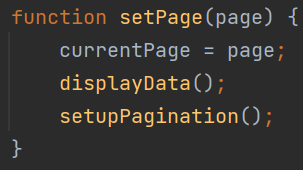 function setPage(page) {
    currentPage = page;
    displayData();
    setupPagination();
}